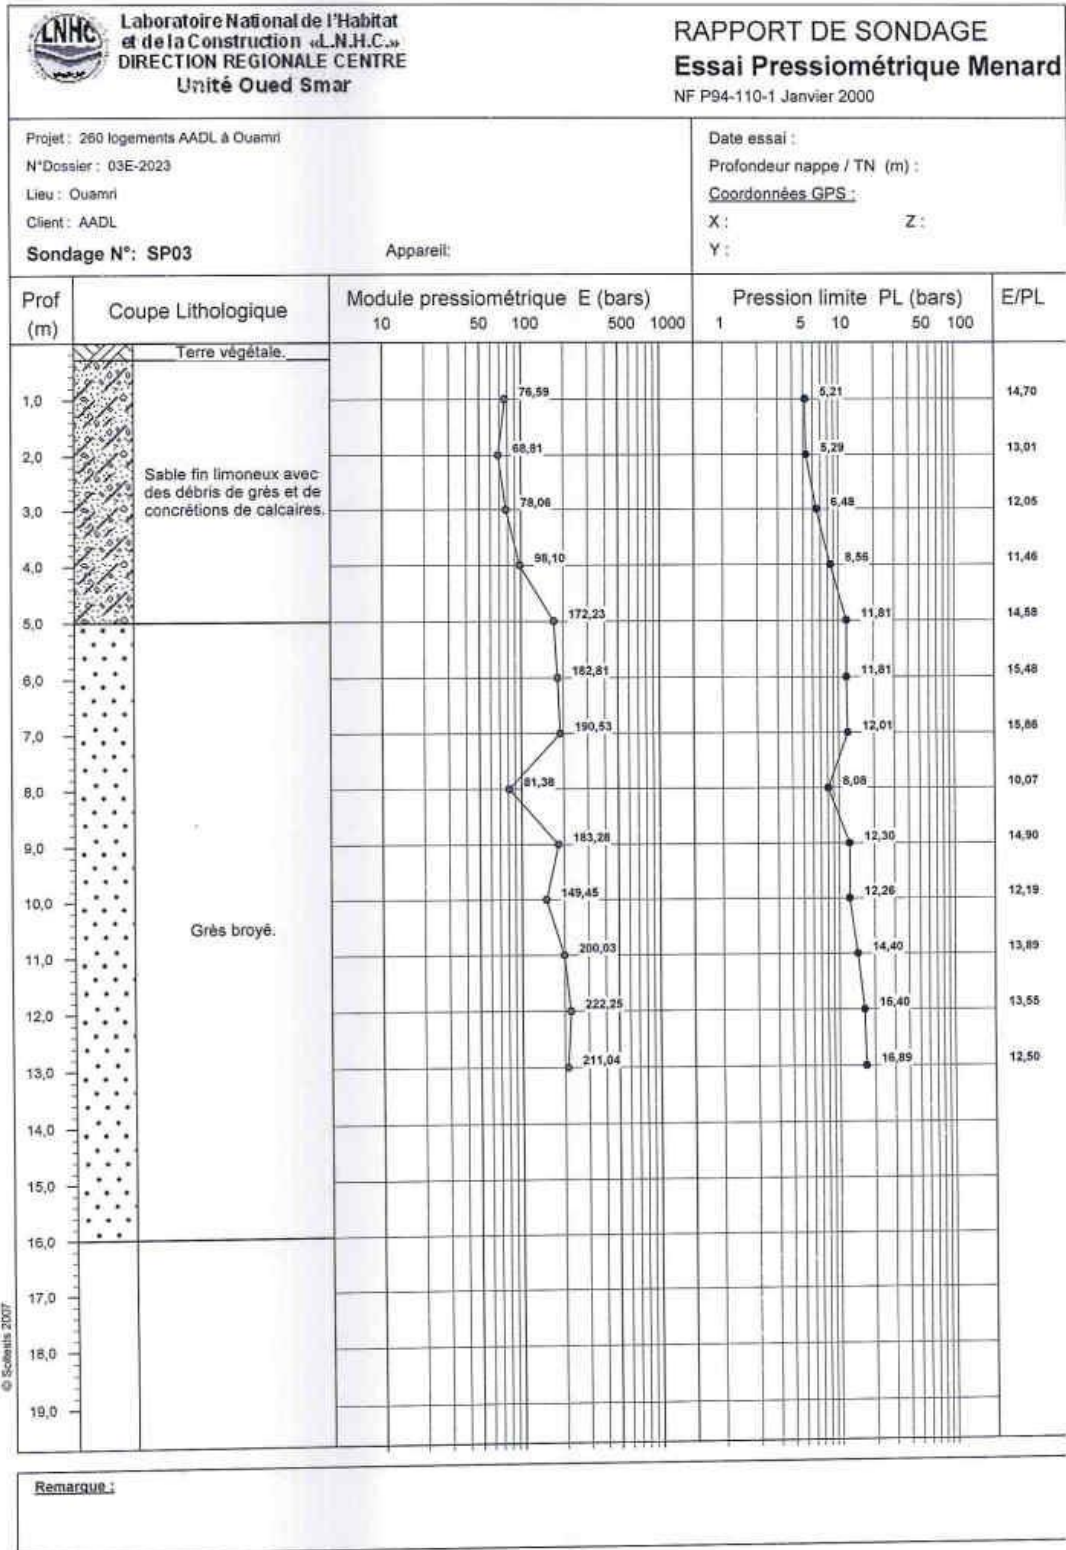 LNHC
Laboratoire National de l'Habitat
et de la Construction «L.N.H.C.»
DIRECTION REGIONALE CENTRE
Unité Oued Smar
RAPPORT DE SONDAGE
Essai Pressiométrique Menard
NF P94-110-1 Janvier 2000
Projet : 260 logements AADL à Ouamri
N°Dossier : 03E-2023
Lieu : Ouamri
Client : AADL
Sondage N°: SP03 Appareil:
Date essai :
Profondeur nappe / TN (m) :
Coordonnées GPS :
X : Z :
Y :
Prof (m)
Coupe Lithologique
Module pressiométrique E (bars)
10 50 100 500 1000
Pression limite PL (bars)
1 5 10 50 100
E/PL
Terre végétale.
1,0 76,59 5,21 14,70
2,0 68,81 5,29 13,01
Sable fin limoneux avec
des débris de grès et de
concrétions de calcaires.
3,0 78,06 6,48 12,05
4,0 98,10 8,56 11,46
5,0 172,23 11,81 14,58
6,0 182,81 11,81 15,48
7,0 190,53 12,01 15,86
8,0 81,38 8,08 10,07
9,0 183,28 12,30 14,90
10,0 149,45 12,26 12,19
Grès broyé.
11,0 200,03 14,40 13,89
12,0 222,25 16,40 13,55
13,0 211,04 16,89 12,50
14,0
15,0
16,0
17,0
18,0
19,0
© Soltests 2007
Remarque :